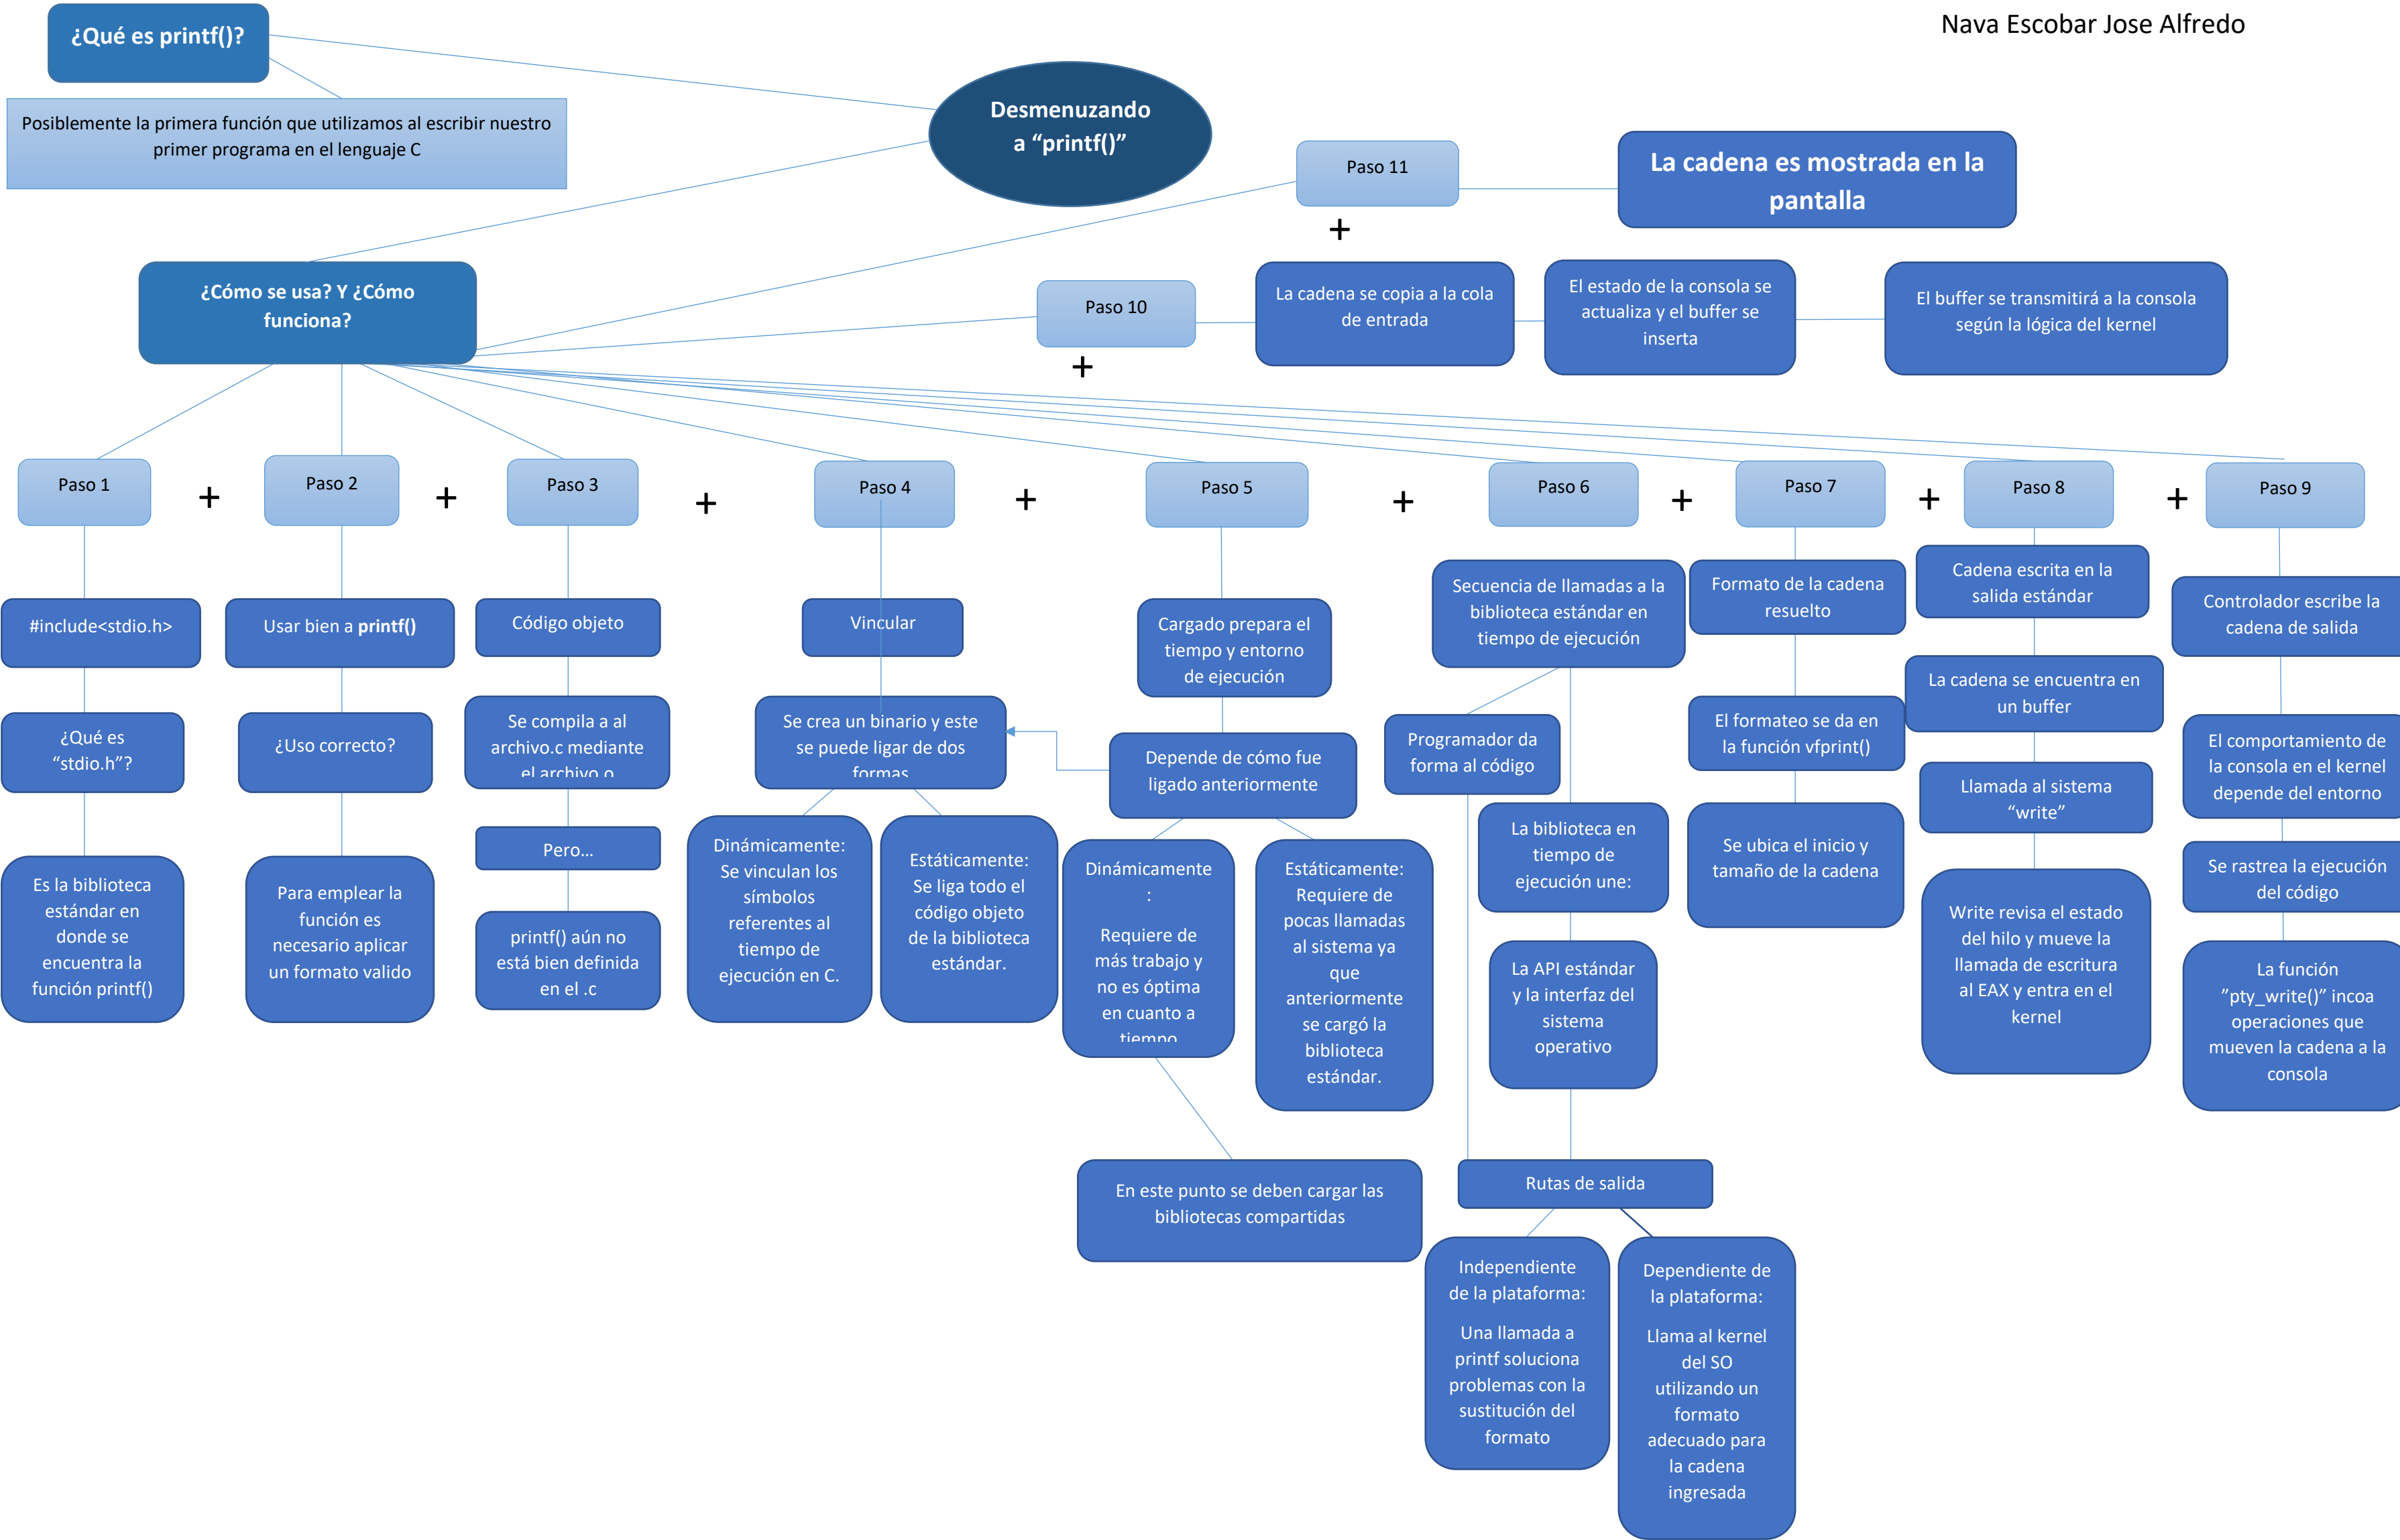 Nava Escobar Jose Alfredo
¿Qué es printf()?
Posiblemente la primera función que utilizamos al escribir nuestro
primer programa en el lenguaje C
Desmenuzando
a “printf()”
Paso 11
La cadena es mostrada en la
pantalla
+
¿Cómo se usa? Y ¿Cómo
funciona?
Paso 10
La cadena se copia a la cola
de entrada
El estado de la consola se
actualiza y el buffer se
inserta
El buffer se transmitirá a la consola
según la lógica del kernel
+
Paso 1
+
Paso 2
+
Paso 3
+
Paso 4
+
Paso 5
+
Paso 6
+
Paso 7
+
Paso 8
+
Paso 9
#include<stdio.h>
¿Qué es
“stdio.h”?
Es la biblioteca
estándar en
donde se
encuentra la
función printf()
Usar bien a printf()
¿Uso correcto?
Para emplear la
función es
necesario aplicar
un formato valido
Código objeto
Se compila a al
archivo.c mediante
el archivo.o
Pero…
printf() aún no
está bien definida
en el .c
Vincular
Se crea un binario y este
se puede ligar de dos
formas
Dinámicamente:
Se vinculan los
símbolos
referentes al
tiempo de
ejecución en C.
Estáticamente:
Se liga todo el
código objeto
de la biblioteca
estándar.
Cargado prepara el
tiempo y entorno
de ejecución
Depende de cómo fue
ligado anteriormente
Dinámicamente
:
Requiere de
más trabajo y
no es óptima
en cuanto a
tiempo
Estáticamente:
Requiere de
pocas llamadas
al sistema ya
que
anteriormente
se cargó la
biblioteca
estándar.
En este punto se deben cargar las
bibliotecas compartidas
Secuencia de llamadas a la
biblioteca estándar en
tiempo de ejecución
Programador da
forma al código
La biblioteca en
tiempo de
ejecución une:
La API estándar
y la interfaz del
sistema
operativo
Rutas de salida
Independiente
de la plataforma:
Una llamada a
printf soluciona
problemas con la
sustitución del
formato
Dependiente de
la plataforma:
Llama al kernel
del SO
utilizando un
formato
adecuado para
la cadena
ingresada
Formato de la cadena
resuelto
El formateo se da en
la función vfprint()
Se ubica el inicio y
tamaño de la cadena
Cadena escrita en la
salida estándar
La cadena se encuentra en
un buffer
Llamada al sistema
“write”
Write revisa el estado
del hilo y mueve la
llamada de escritura
al EAX y entra en el
kernel
Controlador escribe la
cadena de salida
El comportamiento de
la consola en el kernel
depende del entorno
Se rastrea la ejecución
del código
La función
”pty_write()” incoa
operaciones que
mueven la cadena a la
consola